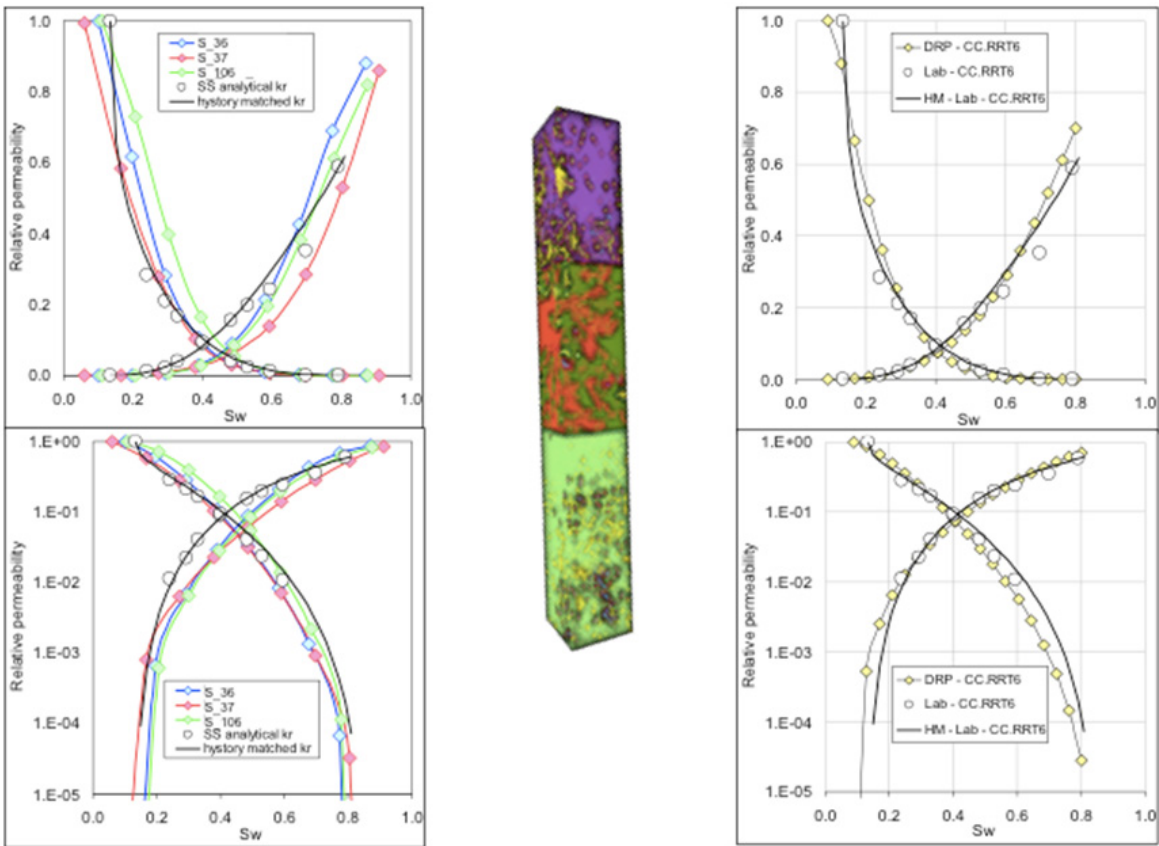 1.0
0.8
0.6
0.4
0.2
0.0
Relative permeability
S_36
S_37
S_106
SS analytical kr
hystory matched kr
0.0 0.2 0.4 0.6 0.8 1.0
Sw
1.E+00
1.E-01
1.E-02
1.E-03
1.E-04
1.E-05
Relative permeability
S_36
S_37
S_106
SS analytical kr
hystory matched kr
0.0 0.2 0.4 0.6 0.8 1.0
Sw
1.0
0.8
0.6
0.4
0.2
0.0
Relative permeability
DRP - CC.RRT6
Lab - CC.RRT6
HM - Lab - CC.RRT6
0.0 0.2 0.4 0.6 0.8 1.0
Sw
1.E+00
1.E-01
1.E-02
1.E-03
1.E-04
1.E-05
Relative permeability
DRP - CC.RRT6
Lab - CC.RRT6
HM - Lab - CC.RRT6
0.0 0.2 0.4 0.6 0.8 1.0
Sw